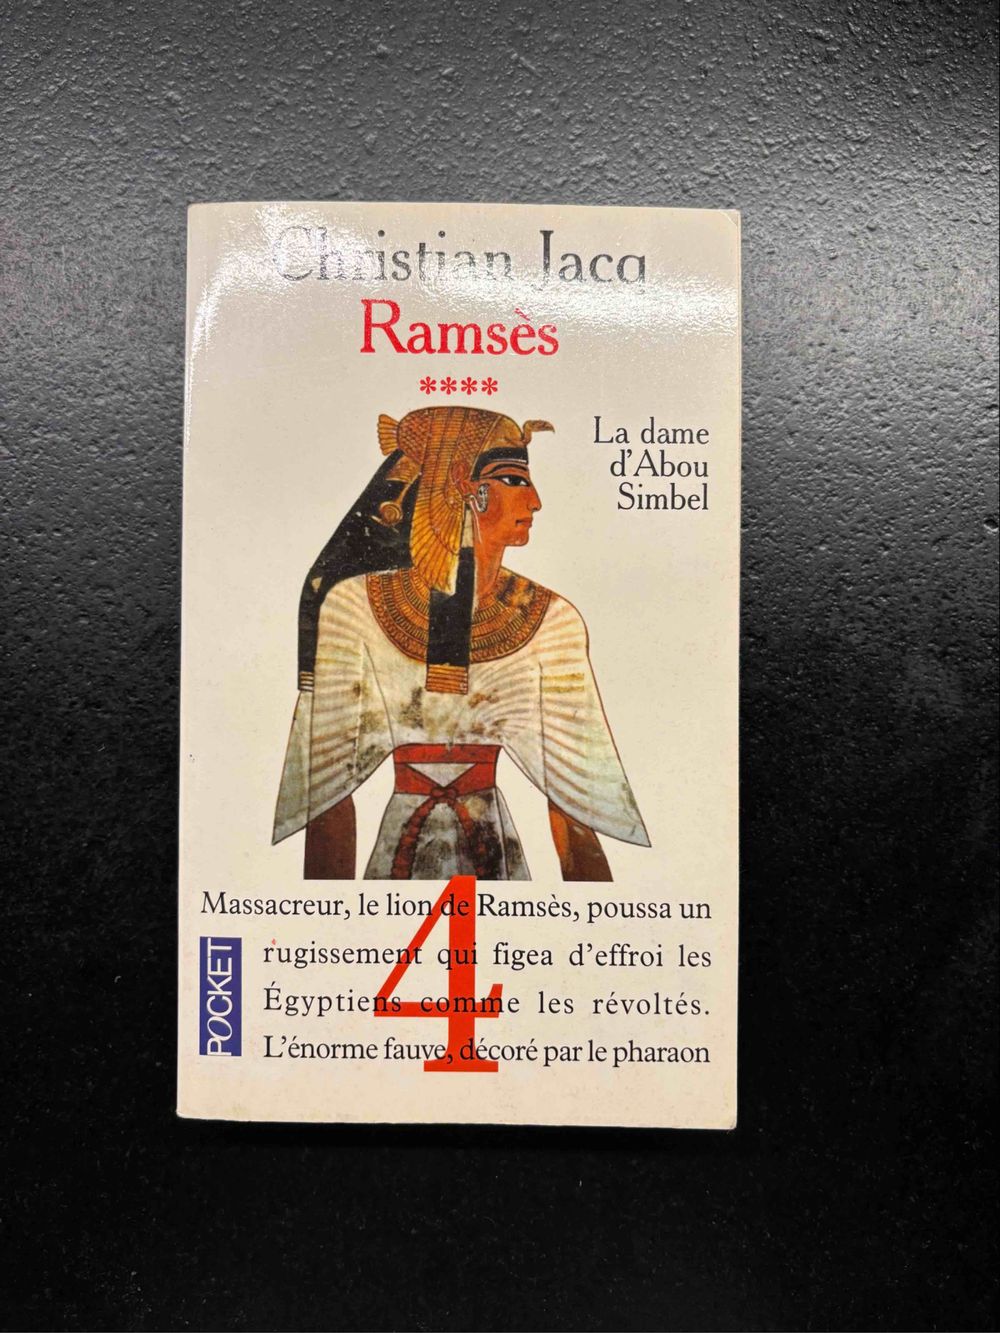 Christian Jacq
Ramsès
****
La dame
d'Abou
Simbel
4
Massacreur, le lion de Ramsès, poussa un
rugissement qui figea d'effroi les
Égyptiens comme les révoltés.
L'énorme fauve, décoré par le pharaon
POCKET